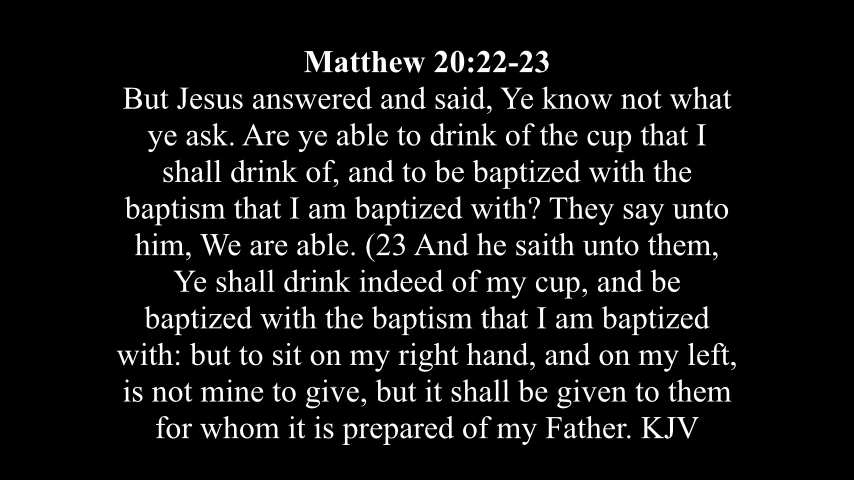 Matthew 20:22-23
But Jesus answered and said, Ye know not what
ye ask. Are ye able to drink of the cup that I
shall drink of, and to be baptized with the
baptism that I am baptized with? They say unto
him, We are able. (23 And he saith unto them,
Ye shall drink indeed of my cup, and be
baptized with the baptism that I am baptized
with: but to sit on my right hand, and on my left,
is not mine to give, but it shall be given to them
for whom it is prepared of my Father. KJV